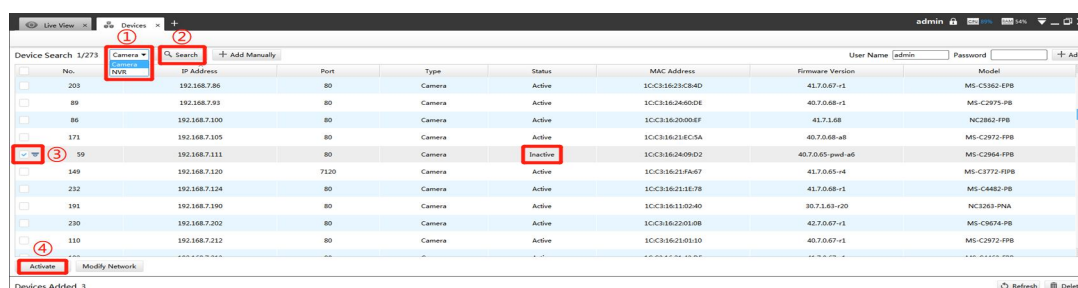 Live View × Devices × + admin CPU 89% 54%
① ②
Device Search 1/273 Camera Search + Add Manually User Name admin Password + Ad
Camera
NVR
No. IP Address Port Type Status MAC Address Firmware Version Model
203 192.168.7.86 80 Camera Active 1C:C3:16:23:C8:4D 41.7.0.67-r1 MS-C5362-EPB
89 192.168.7.93 80 Camera Active 1C:C3:16:24:60:DE 40.7.0.68-r1 MS-C2975-PB
86 192.168.7.100 80 Camera Active 1C:C3:16:20:00:EF 41.7.1.68 NC2862-FPB
171 192.168.7.105 80 Camera Active 1C:C3:16:21:EC:5A 40.7.0.68-a8 MS-C2972-FPB
③ 59 192.168.7.111 80 Camera Inactive 1C:C3:16:24:09:D2 40.7.0.65-pwd-a6 MS-C2964-FPB
149 192.168.7.120 7120 Camera Active 1C:C3:16:21:FA:67 41.7.0.65-r4 MS-C3772-FIPB
232 192.168.7.124 80 Camera Active 1C:C3:16:21:1E:78 41.7.0.68-r1 MS-C4482-PB
191 192.168.7.190 80 Camera Active 1C:C3:16:11:02:40 30.7.1.63-r20 NC3263-PNA
230 192.168.7.202 80 Camera Active 1C:C3:16:22:01:0B 42.7.0.67-r1 MS-C9674-PB
110 192.168.7.212 80 Camera Active 1C:C3:16:21:01:10 40.7.0.67-r1 MS-C2972-FPB
④
Activate Modify Network
Devices Added 3 Refresh Delet